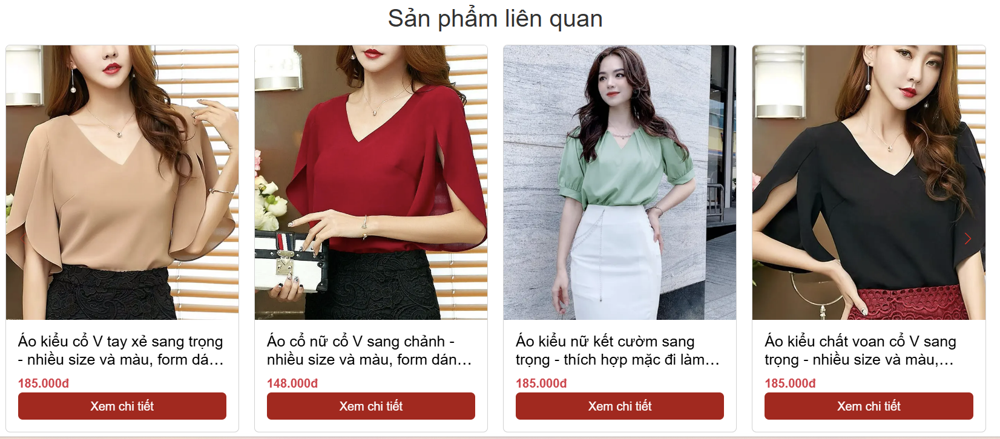 Sản phẩm liên quan
Áo kiểu cổ V tay xẻ sang trọng
- nhiều size và màu, form dá...
185.000đ
Xem chi tiết
Áo cổ nữ cổ V sang chảnh -
nhiều size và màu, form dán...
148.000đ
Xem chi tiết
Áo kiểu nữ kết cườm sang
trọng - thích hợp mặc đi làm...
185.000đ
Xem chi tiết
Áo kiểu chất voan cổ V sang
trọng - nhiều size và màu,...
185.000đ
Xem chi tiết